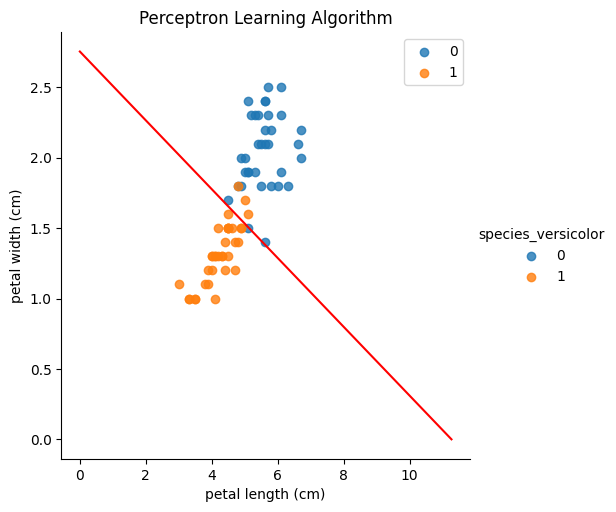 Perceptron Learning Algorithm
0
1
2.5
2.0
1.5
1.0
0.5
0.0
petal width (cm)
species_versicolor
0
1
0 2 4 6 8 10
petal length (cm)